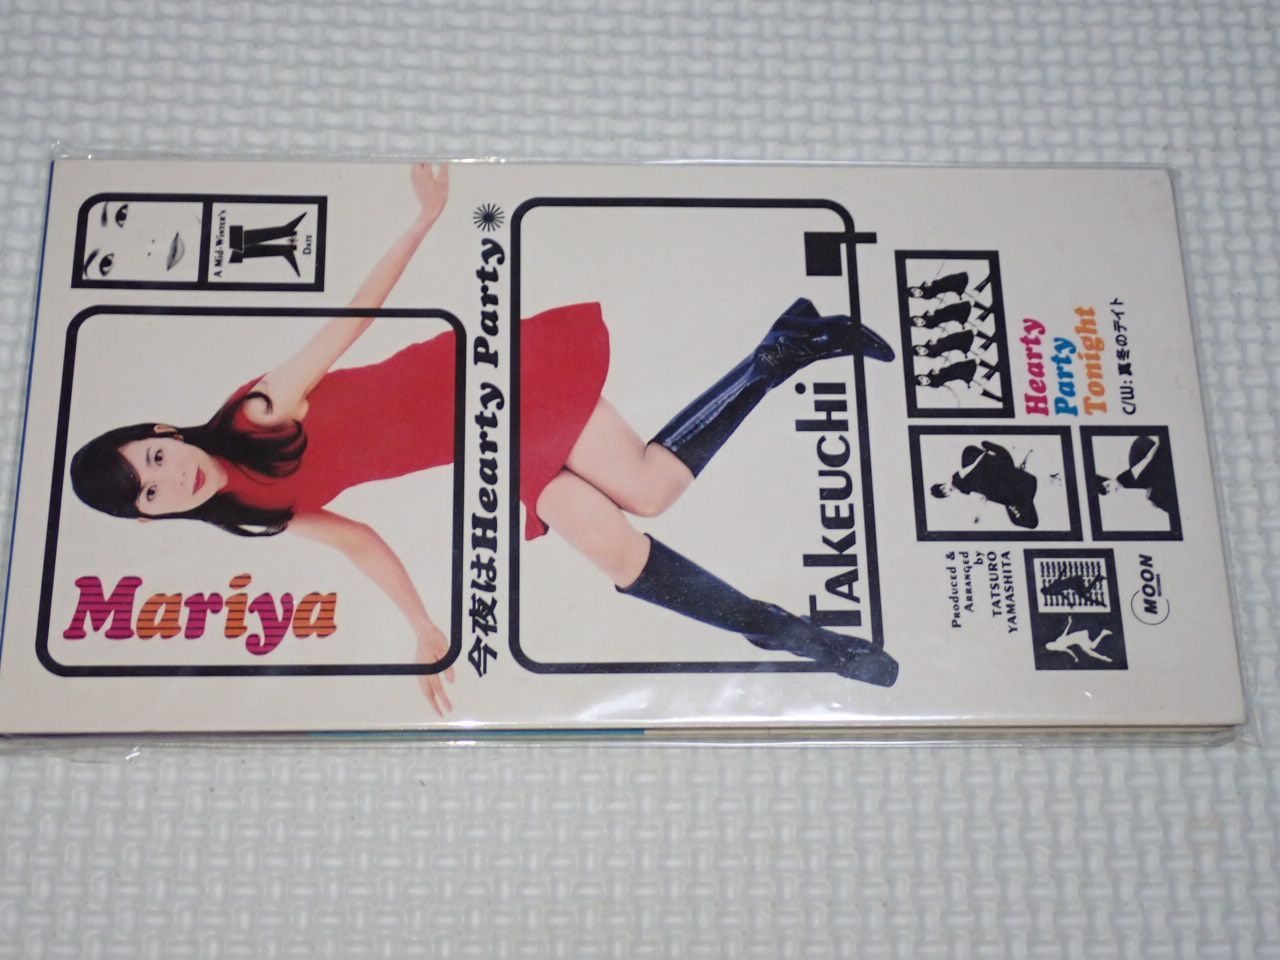 Mariya
A Mid-Winter's
Date
今夜はHearty Party
Takeuchi
Hearty
Party
Tonight
C/W: 真冬のデイト
Produced &
Arranged
by
TATSURO
YAMASHITA
MOON